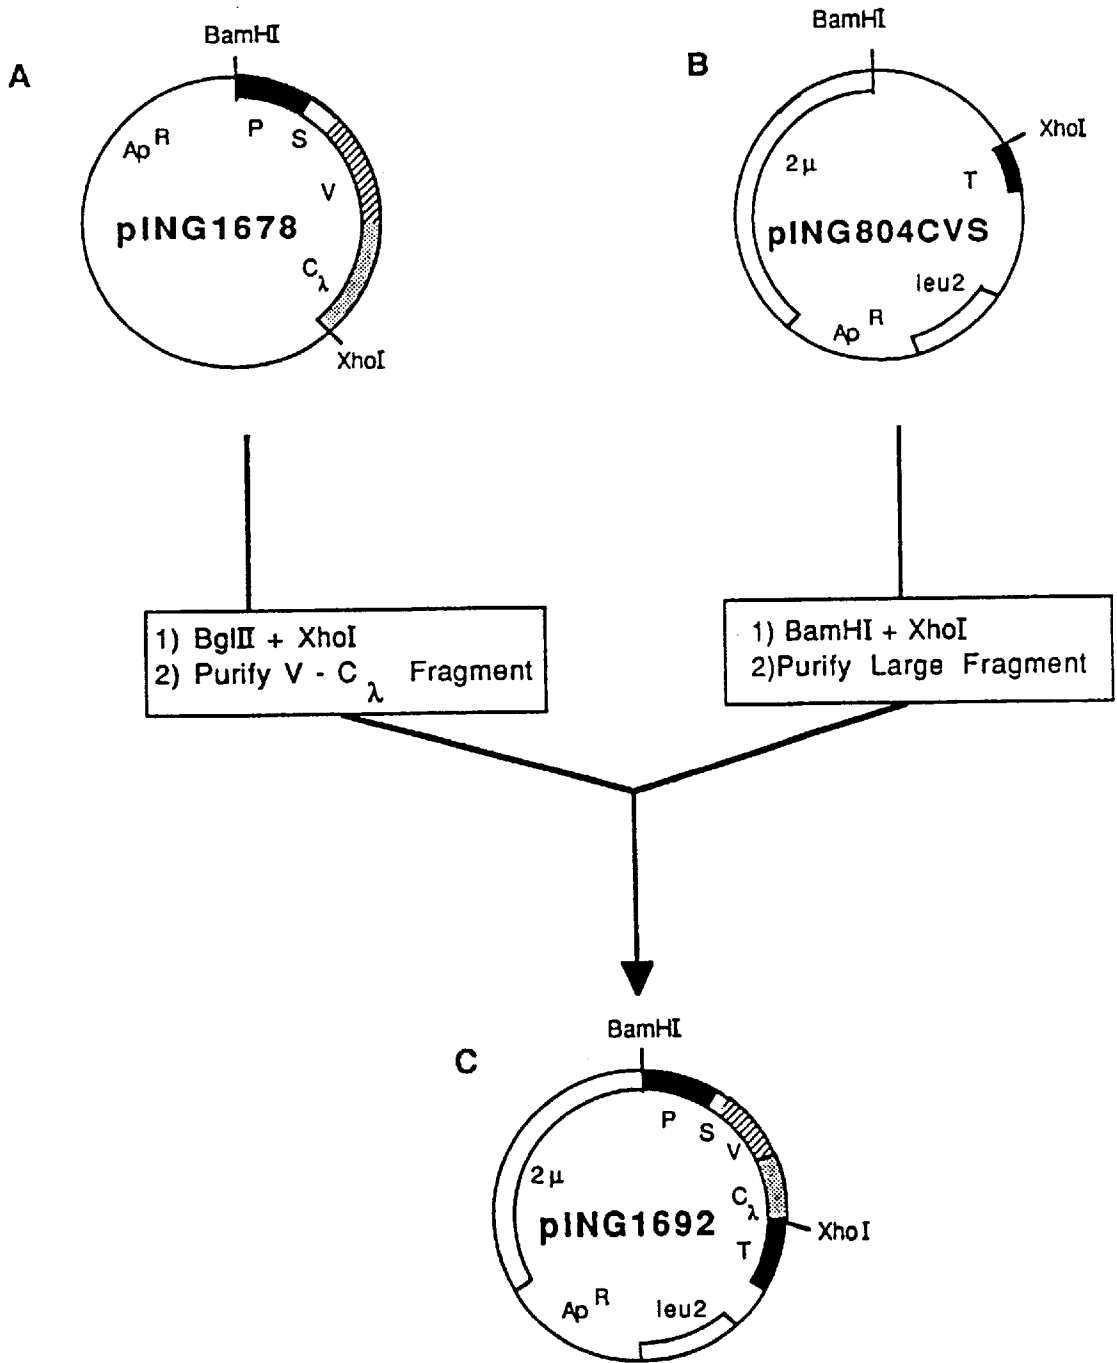 A
BamHI
P
S
V
Cλ
XhoI
Ap R
pING1678
B
BamHI
XhoI
T
2μ
pING804CVS
leu2
Ap R
1) BglII + XhoI
2) Purify V - Cλ Fragment
1) BamHI + XhoI
2)Purify Large Fragment
C
BamHI
P
S
V
Cλ
XhoI
T
2μ
pING1692
Ap R
leu2